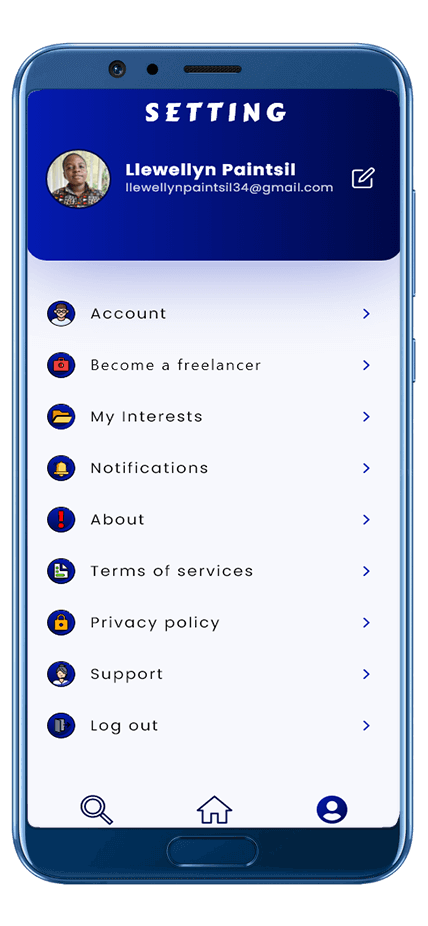 SETTING
Llewellyn Paintsil
llewellynpaintsil34@gmail.com
Account
Become a freelancer
My Interests
Notifications
About
Terms of services
Privacy policy
Support
Log out